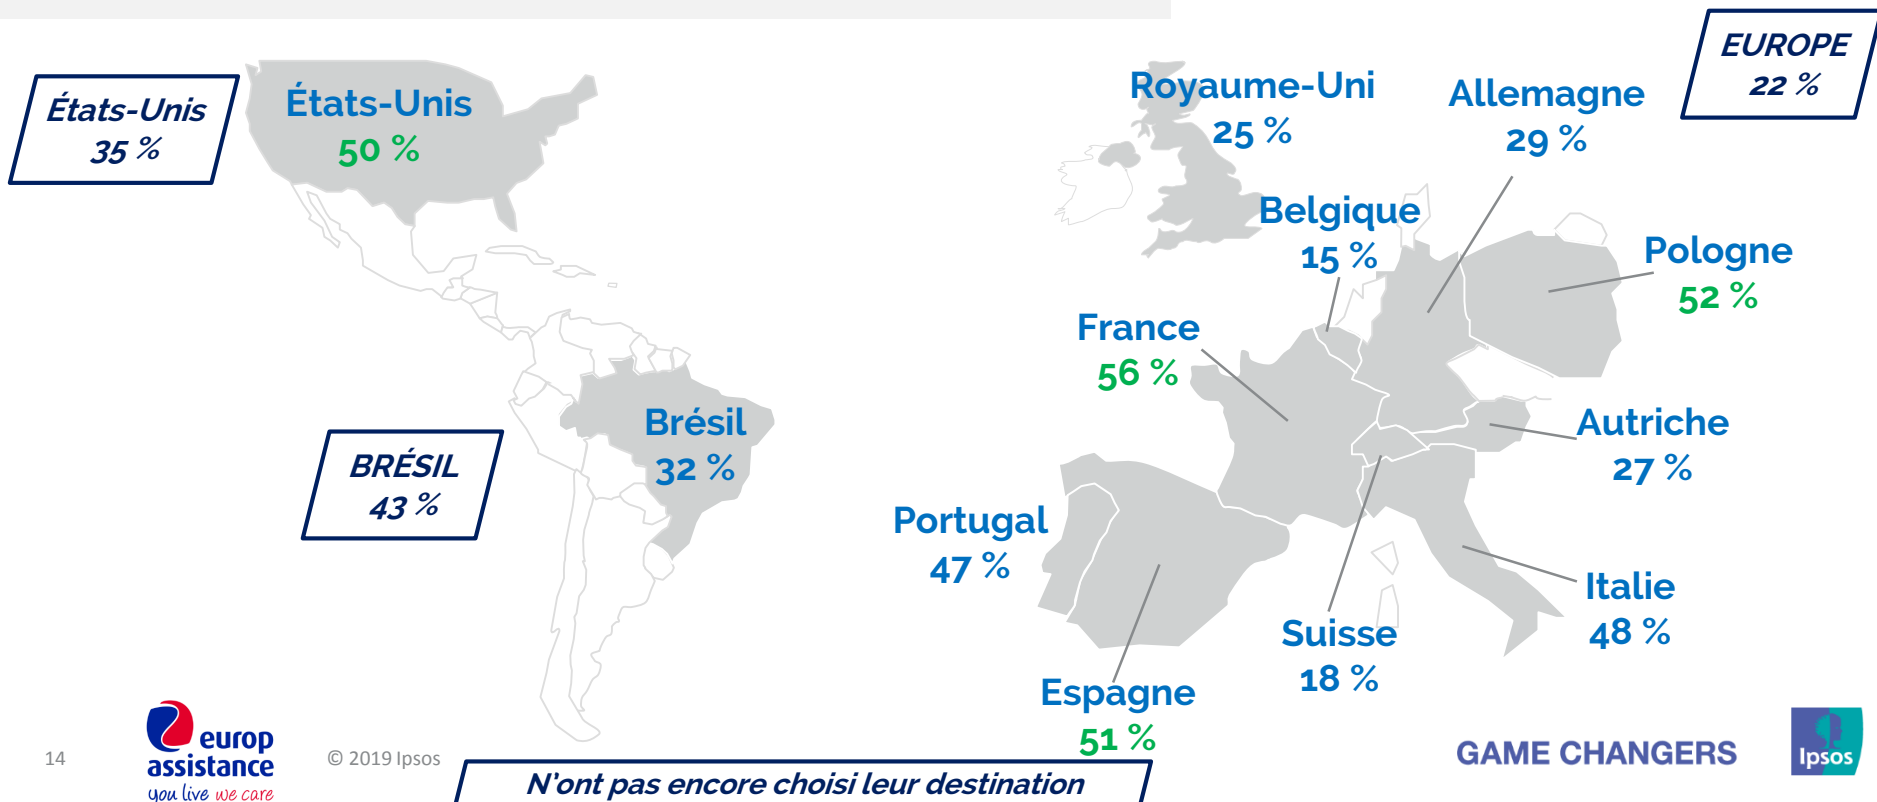 EUROPE
22 %
États-Unis
35 %
États-Unis
50 %
Royaume-Uni
25 %
Allemagne
29 %
Belgique
15 %
Pologne
52 %
France
56 %
Brésil
32 %
BRÉSIL
43 %
Autriche
27 %
Portugal
47 %
Italie
48 %
Suisse
18 %
Espagne
51 %
14
europ
assistance
you live we care
© 2019 Ipsos
N'ont pas encore choisi leur destination
GAME CHANGERS
Ipsos